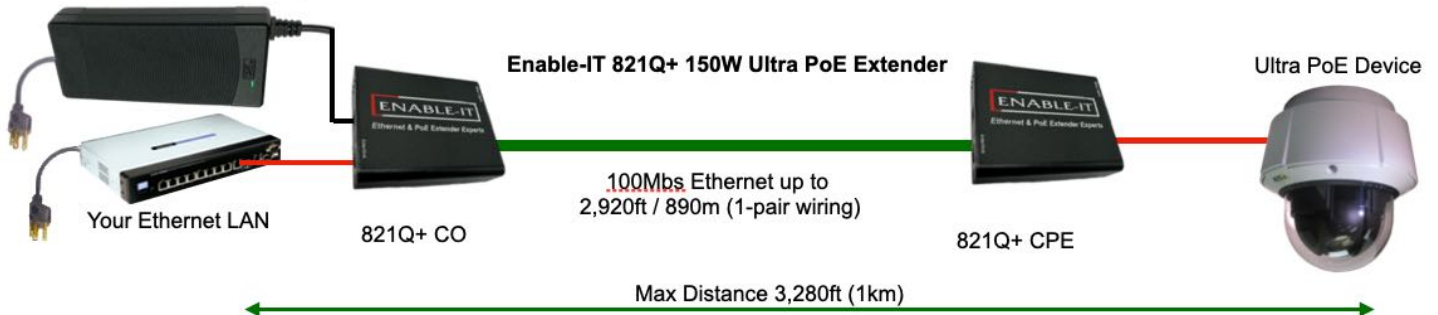 Enable-IT 821Q+ 150W Ultra PoE Extender
Ultra PoE Device
ENABLE-IT
Ethernet & PoE Extender Experts
ENABLE-IT
Ethernet & PoE Extender Experts
100Mbs Ethernet up to
2,920ft / 890m (1-pair wiring)
Your Ethernet LAN
821Q+ CO
821Q+ CPE
Max Distance 3,280ft (1km)